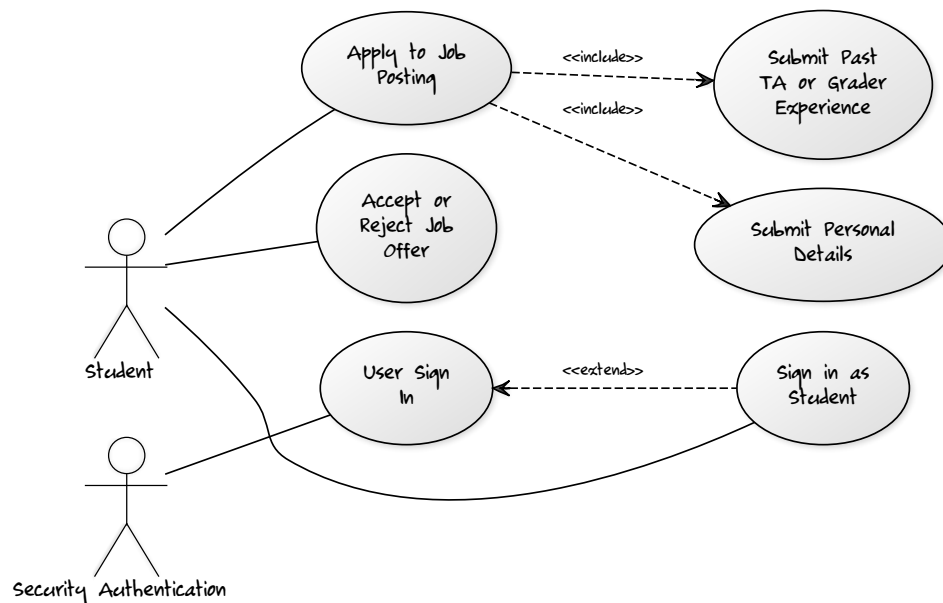 Apply to Job
Posting
<<include>>
Submit Past
TA or Grader
Experience
<<include>>
Accept or
Reject Job
Offer
Submit Personal
Details
Student
User Sign
In
<<extend>>
Sign in as
Student
Security Authentication